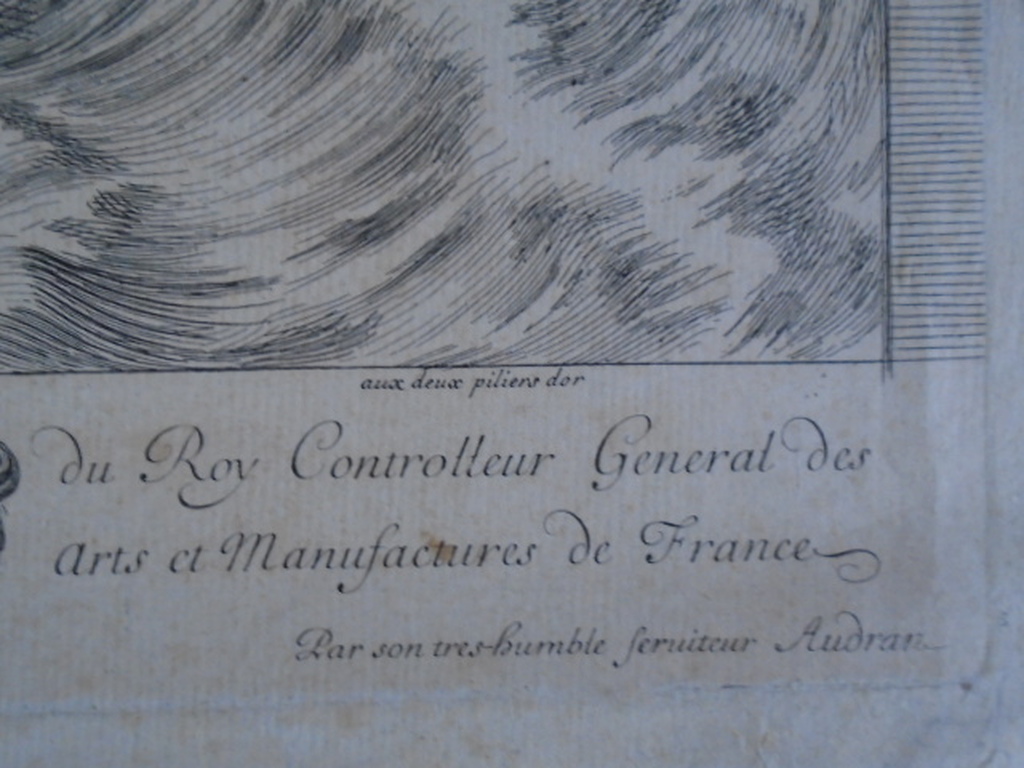 aux deux piliers dor
du Roy Controlleur General des
Arts et Manufactures de France
Par son tres-humble seruiteur Audran